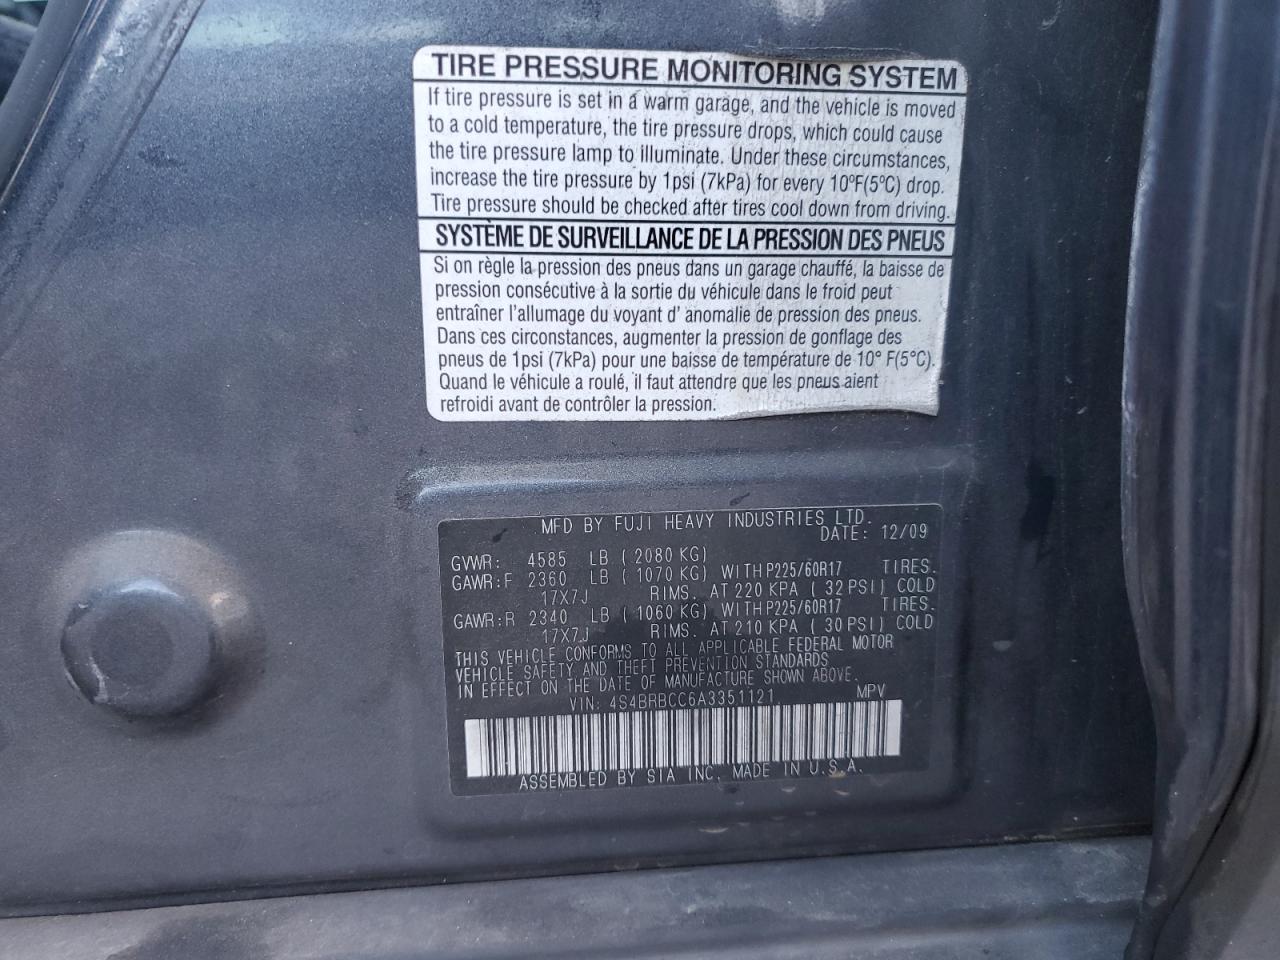 TIRE PRESSURE MONITORING SYSTEM
If tire pressure is set in a warm garage, and the vehicle is moved
to a cold temperature, the tire pressure drops, which could cause
the tire pressure lamp to illuminate. Under these circumstances,
increase the tire pressure by 1psi (7kPa) for every 10°F(5°C) drop.
Tire pressure should be checked after tires cool down from driving.
SYSTÈME DE SURVEILLANCE DE LA PRESSION DES PNEUS
Si on règle la pression des pneus dans un garage chauffé, la baisse de
pression consécutive à la sortie du véhicule dans le froid peut
entraîner l'allumage du voyant d' anomalie de pression des pneus.
Dans ces circonstances, augmenter la pression de gonflage des
pneus de 1psi (7kPa) pour une baisse de température de 10° F(5°C).
Quand le véhicule a roulé, il faut attendre que les pneus aient
refroidi avant de contrôler la pression.
MFD BY FUJI HEAVY INDUSTRIES LTD.
DATE: 12/09
GVWR: 4585 LB ( 2080 KG)
GAWR:F 2360 LB ( 1070 KG) WITH P225/60R17 TIRES.
17X7J RIMS. AT 220 KPA ( 32 PSI) COLD
GAWR:R 2340 LB ( 1060 KG) WITH P225/60R17 TIRES.
17X7J RIMS. AT 210 KPA ( 30 PSI) COLD
THIS VEHICLE CONFORMS TO ALL APPLICABLE FEDERAL MOTOR
VEHICLE SAFETY AND THEFT PREVENTION STANDARDS
IN EFFECT ON THE DATE OF MANUFACTURE SHOWN ABOVE.
VIN: 4S4BRBCC6A3351121 MPV
ASSEMBLED BY SIA INC. MADE IN U.S.A.